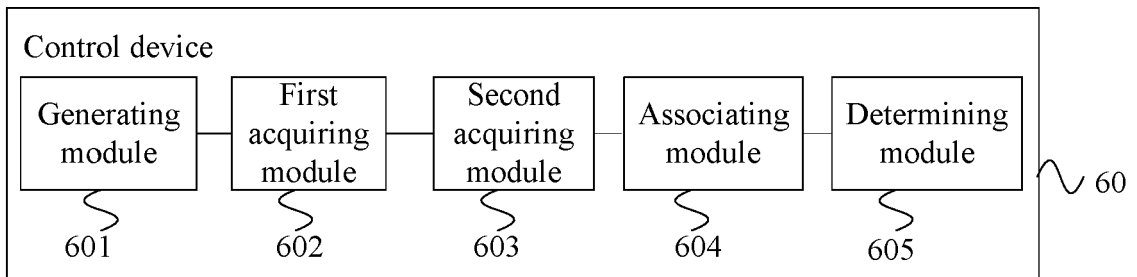 Control device
Generating
module
First
acquiring
module
Second
acquiring
module
Associating
module
Determining
module
60
601
602
603
604
605